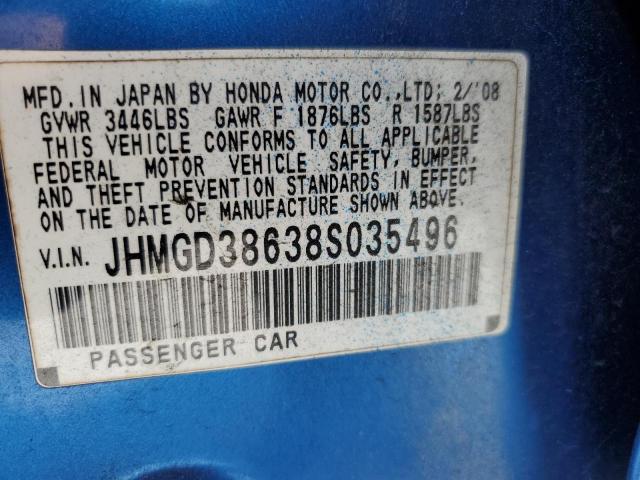 MFD. IN JAPAN BY HONDA MOTOR CO.,LTD; 2/'08
GVWR 3446LBS GAWR F 1876LBS R 1587LBS
THIS VEHICLE CONFORMS TO ALL APPLICABLE
FEDERAL MOTOR VEHICLE SAFETY, BUMPER,
AND THEFT PREVENTION STANDARDS IN EFFECT
ON THE DATE OF MANUFACTURE SHOWN ABOVE.
V.I.N. JHMGD38638S035496
PASSENGER CAR